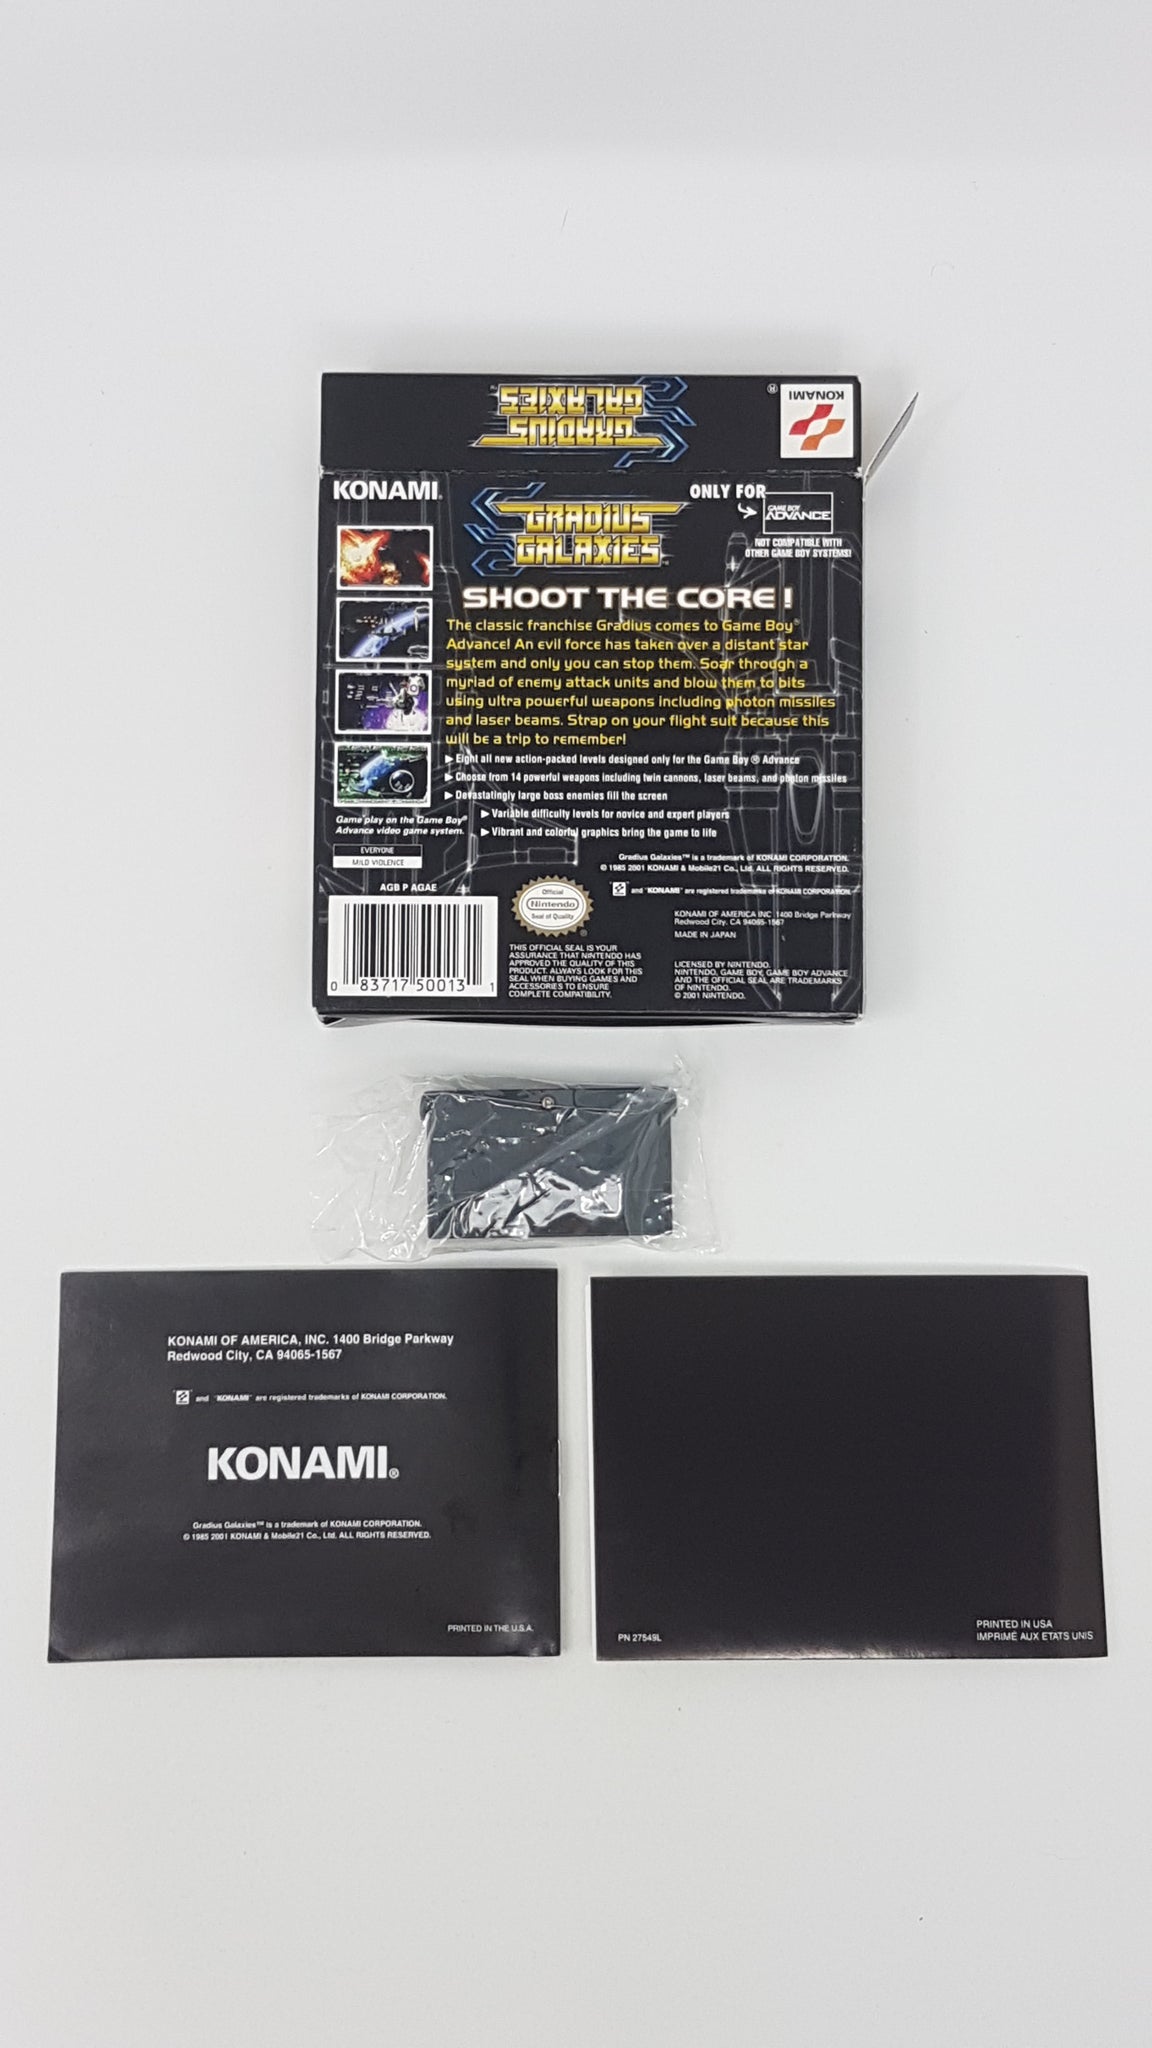 KONAMI
GRADIUS
GALAXIES
®
KONAMI®
GRADIUS
GALAXIES™
ONLY FOR
GAME BOY
ADVANCE
NOT COMPATIBLE WITH
OTHER GAME BOY SYSTEMS!
SHOOT THE CORE!
The classic franchise Gradius comes to Game Boy®
Advance! An evil force has taken over a distant star
system and only you can stop them. Soar through a
myriad of enemy attack units and blow them to bits
using ultra powerful weapons including photon missiles
and laser beams. Strap on your flight suit because this
will be a trip to remember!
▶ Eight all new action-packed levels designed only for the Game Boy ® Advance
▶ Choose from 14 powerful weapons including twin cannons, laser beams, and photon missiles
▶ Devastatingly large boss enemies fill the screen
▶ Variable difficulty levels for novice and expert players
▶ Vibrant and colorful graphics bring the game to life
Game play on the Game Boy®
Advance video game system.
EVERYONE
MILD VIOLENCE
AGB P AGAE
0 83717 50013 1
Official
Nintendo
Seal of Quality
®
THIS OFFICIAL SEAL IS YOUR
ASSURANCE THAT NINTENDO HAS
APPROVED THE QUALITY OF THIS
PRODUCT. ALWAYS LOOK FOR THIS
SEAL WHEN BUYING GAMES AND
ACCESSORIES TO ENSURE
COMPLETE COMPATIBILITY.
Gradius Galaxies™ is a trademark of KONAMI CORPORATION.
© 1985 2001 KONAMI & Mobile21 Co., Ltd. ALL RIGHTS RESERVED.
and "KONAMI" are registered trademarks of KONAMI CORPORATION.
KONAMI OF AMERICA INC. 1400 Bridge Parkway
Redwood City, CA 94065-1567
MADE IN JAPAN
LICENSED BY NINTENDO.
NINTENDO, GAME BOY, GAME BOY ADVANCE
AND THE OFFICIAL SEAL ARE TRADEMARKS
OF NINTENDO.
© 2001 NINTENDO.
KONAMI OF AMERICA, INC. 1400 Bridge Parkway
Redwood City, CA 94065-1567
and "KONAMI" are registered trademarks of KONAMI CORPORATION.
KONAMI®
Gradius Galaxies™ is a trademark of KONAMI CORPORATION.
© 1985 2001 KONAMI & Mobile21 Co., Ltd. ALL RIGHTS RESERVED.
PRINTED IN THE U.S.A.
PN 27549L
PRINTED IN USA
IMPRIMÉ AUX ETATS UNIS